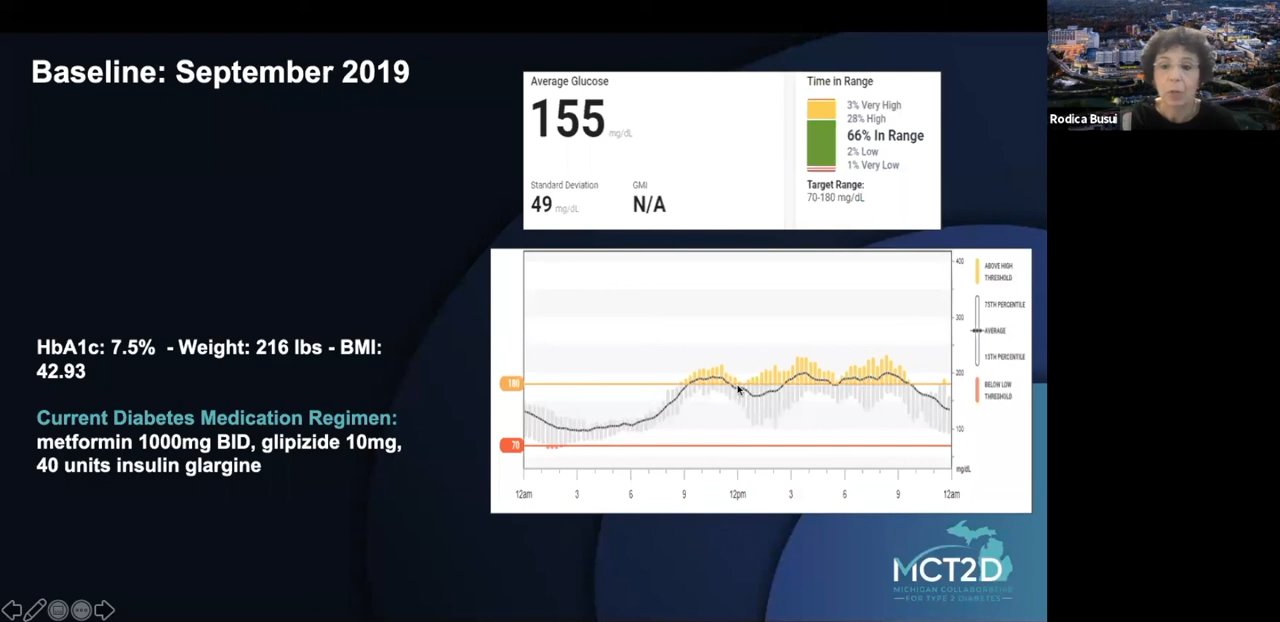 Baseline: September 2019
HbA1c: 7.5% - Weight: 216 lbs - BMI:
42.93
Current Diabetes Medication Regimen:
metformin 1000mg BID, glipizide 10mg,
40 units insulin glargine
Average Glucose
155 mg/dL
Standard Deviation
49 mg/dL
GMI
N/A
Time in Range
3% Very High
28% High
66% In Range
2% Low
1% Very Low
Target Range:
70-180 mg/dL
400
300
200
100
mg/dL
180
70
12am 3 6 9 12pm 3 6 9 12am
ABOVE HIGH
THRESHOLD
75TH PERCENTILE
AVERAGE
15TH PERCENTILE
BELOW LOW
THRESHOLD
MCT2D
MICHIGAN COLLABORATIVE
FOR TYPE 2 DIABETES
Rodica Busui